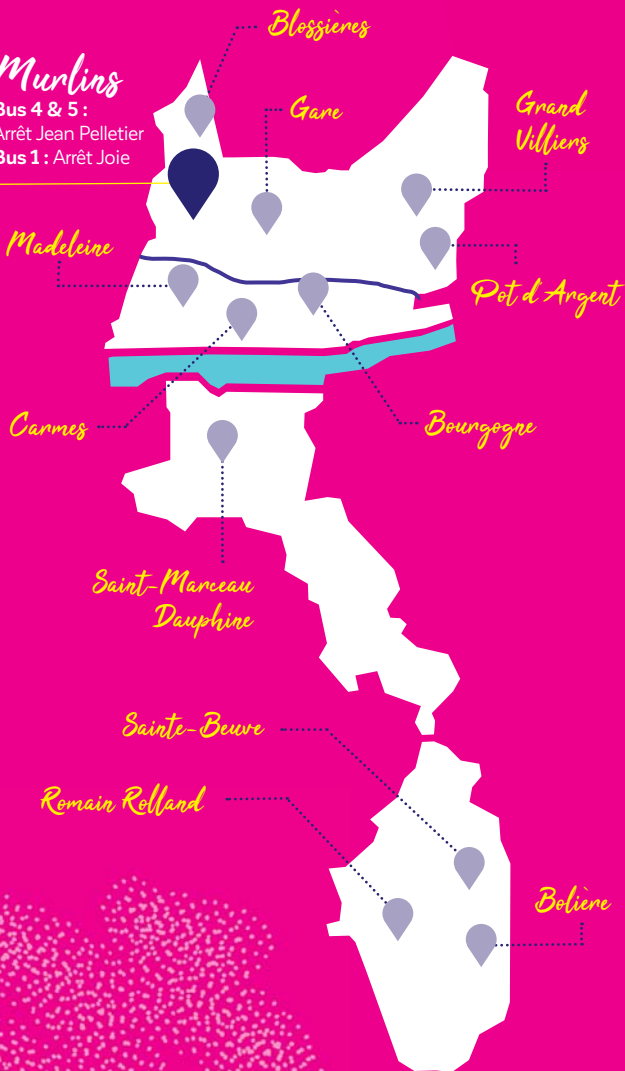 Blossières
Murlins
Bus 4 & 5 :
Arrêt Jean Pelletier
Bus 1 : Arrêt Joie
Gare
Grand
Villiers
Madeleine
Pot d'Argent
Carmes
Bourgogne
Saint-Marceau
Dauphine
Sainte-Beuve
Romain Rolland
Bolière